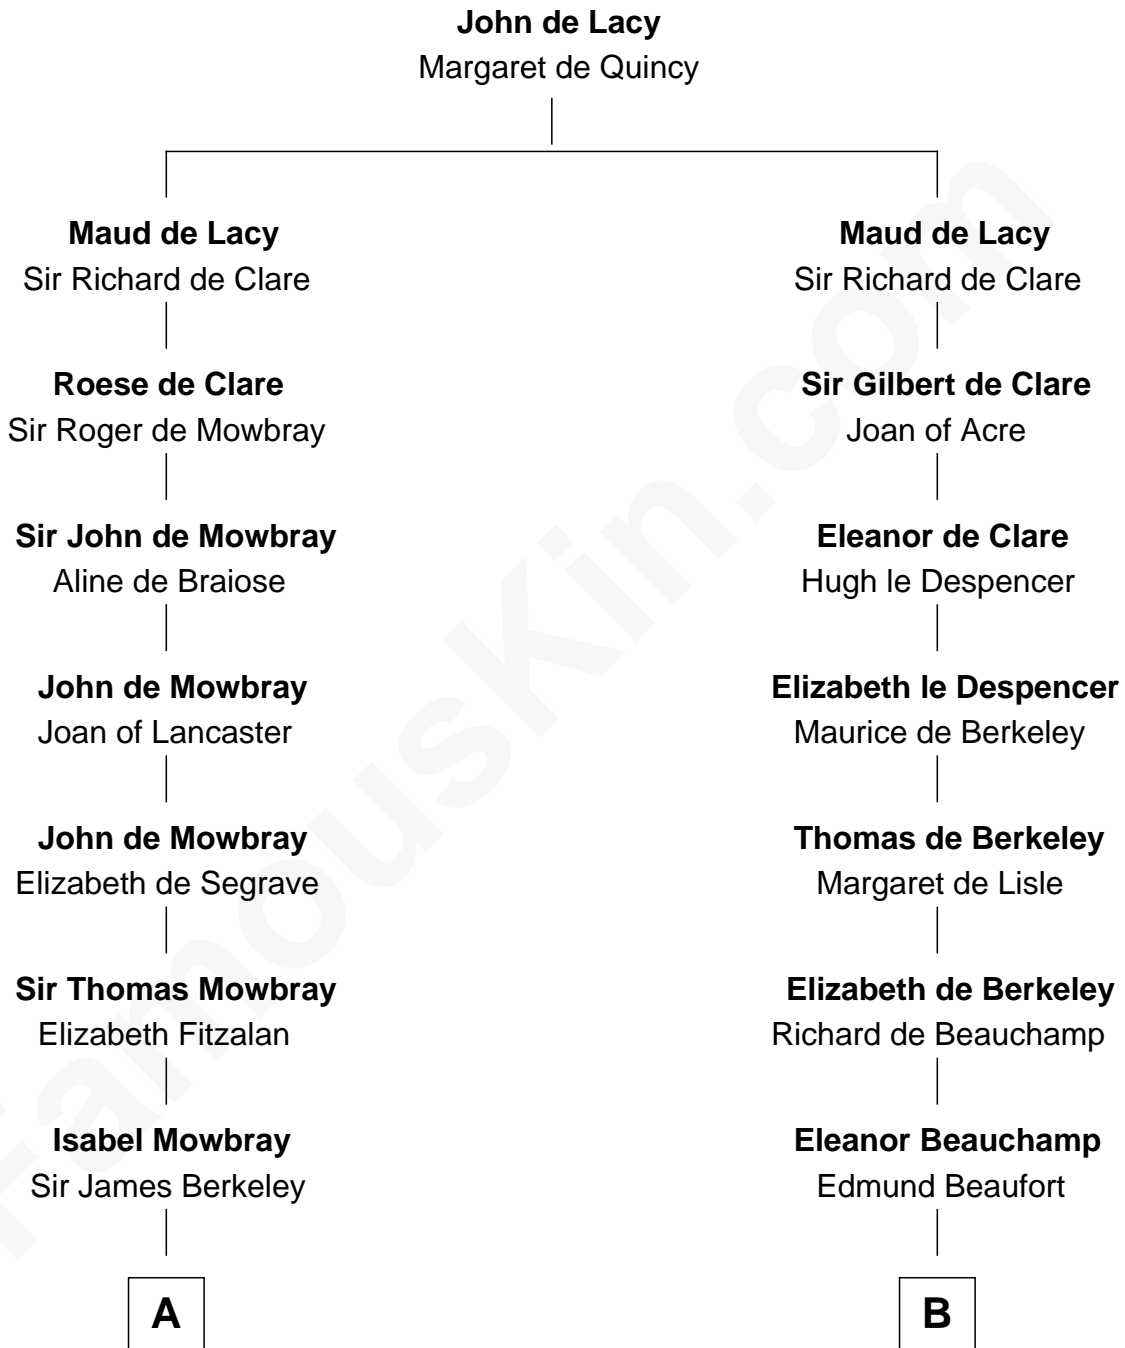 John de Lacy
Margaret de Quincy
Maud de Lacy
Sir Richard de Clare
Roese de Clare
Sir Roger de Mowbray
Sir John de Mowbray
Aline de Braiose
John de Mowbray
Joan of Lancaster
John de Mowbray
Elizabeth de Segrave
Sir Thomas Mowbray
Elizabeth Fitzalan
Isabel Mowbray
Sir James Berkeley
A
Maud de Lacy
Sir Richard de Clare
Sir Gilbert de Clare
Joan of Acre
Eleanor de Clare
Hugh le Despencer
Elizabeth le Despencer
Maurice de Berkeley
Thomas de Berkeley
Margaret de Lisle
Elizabeth de Berkeley
Richard de Beauchamp
Eleanor Beauchamp
Edmund Beaufort
B
FamousKin.com